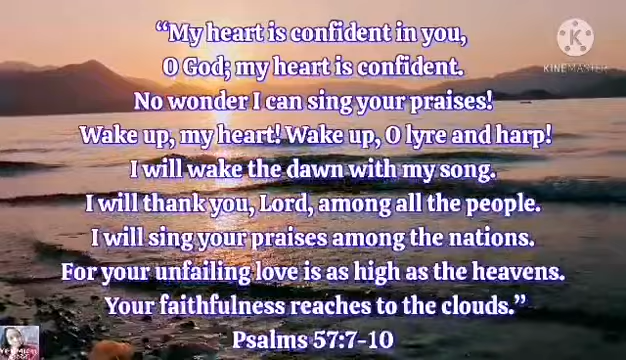 “My heart is confident in you,
O God; my heart is confident.
No wonder I can sing your praises!
Wake up, my heart! Wake up, O lyre and harp!
I will wake the dawn with my song.
I will thank you, Lord, among all the people.
I will sing your praises among the nations.
For your unfailing love is as high as the heavens.
Your faithfulness reaches to the clouds.”
Psalms 57:7-10
KINEMASTER